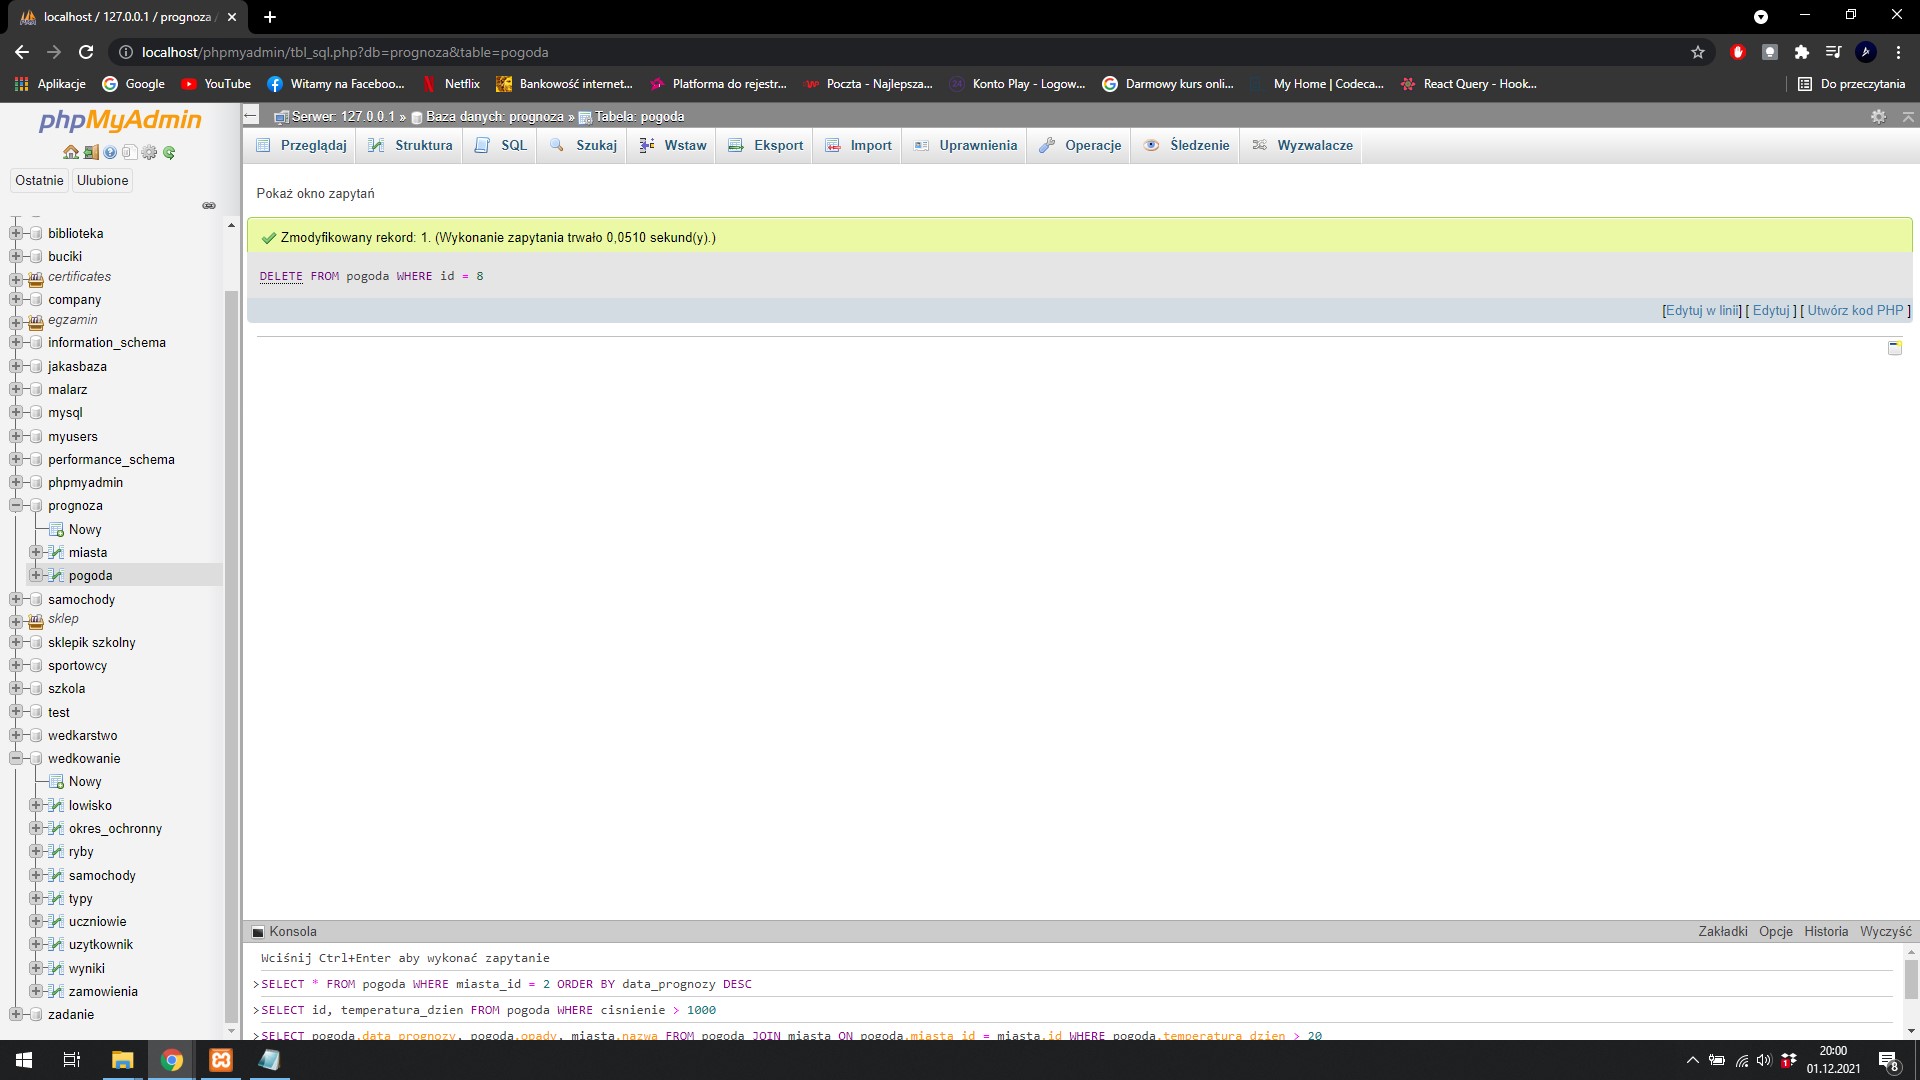 localhost / 127.0.0.1 / prognoza /
localhost/phpmyadmin/tbl_sql.php?db=prognoza&table=pogoda
Aplikacje
Google
YouTube
Witamy na Faceboo...
Netflix
Bankowość internet...
Platforma do rejestr...
Poczta - Najlepsza...
24
Konto Play - Logow...
Darmowy kurs onli...
My Home | Codeca...
React Query - Hook...
Do przeczytania
phpMyAdmin
Ostatnie
Ulubione
biblioteka
buciki
certificates
company
egzamin
information_schema
jakasbaza
malarz
mysql
myusers
performance_schema
phpmyadmin
prognoza
Nowy
miasta
pogoda
samochody
sklep
sklepik szkolny
sportowcy
szkola
test
wedkarstwo
wedkowanie
Nowy
lowisko
okres_ochronny
ryby
samochody
typy
uczniowie
uzytkownik
wyniki
zamowienia
zadanie
Serwer: 127.0.0.1 » Baza danych: prognoza » Tabela: pogoda
Przeglądaj
Struktura
SQL
Szukaj
Wstaw
Eksport
Import
Uprawnienia
Operacje
Śledzenie
Wyzwalacze
Pokaż okno zapytań
Zmodyfikowany rekord: 1. (Wykonanie zapytania trwało 0,0510 sekund(y).)
DELETE FROM pogoda WHERE id = 8
[Edytuj w linii] [ Edytuj ] [ Utwórz kod PHP ]
Konsola
Zakładki
Opcje
Historia
Wyczyść
Wciśnij Ctrl+Enter aby wykonać zapytanie
>SELECT * FROM pogoda WHERE miasta_id = 2 ORDER BY data_prognozy DESC
>SELECT id, temperatura_dzien FROM pogoda WHERE cisnienie > 1000
>SELECT pogoda.data_prognozy, pogoda.opady, miasta.nazwa FROM pogoda JOIN miasta ON pogoda.miasta_id = miasta.id WHERE pogoda.temperatura_dzien > 20
1
20:00
01.12.2021
8